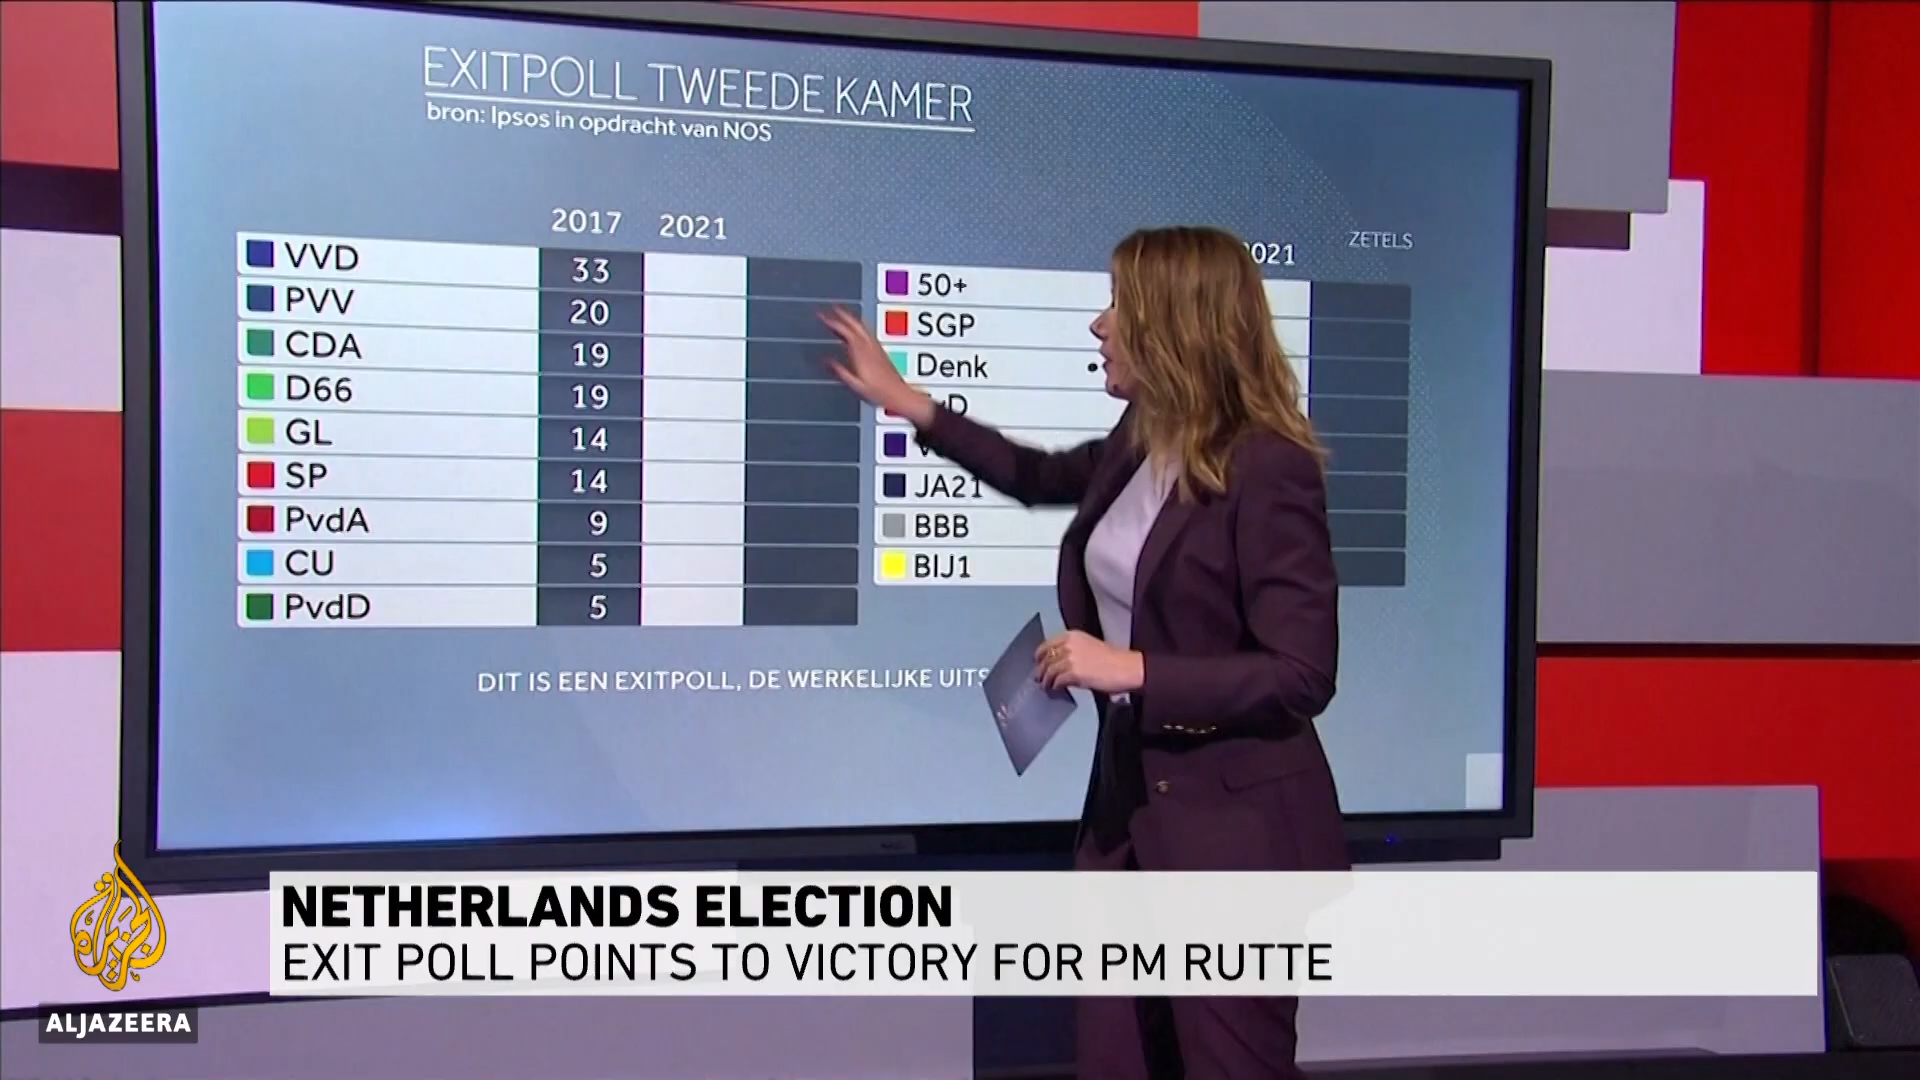 EXITPOLL TWEEDE KAMER
bron: Ipsos in opdracht van NOS
2017 2021
VVD 33
PVV 20
CDA 19
D66 19
GL 14
SP 14
PvdA 9
CU 5
PvdD 5
021 ZETELS
50+
SGP
Denk
JA21
BBB
BIJ1
DIT IS EEN EXITPOLL, DE WERKELIJKE UITS
NETHERLANDS ELECTION
EXIT POLL POINTS TO VICTORY FOR PM RUTTE
ALJAZEERA